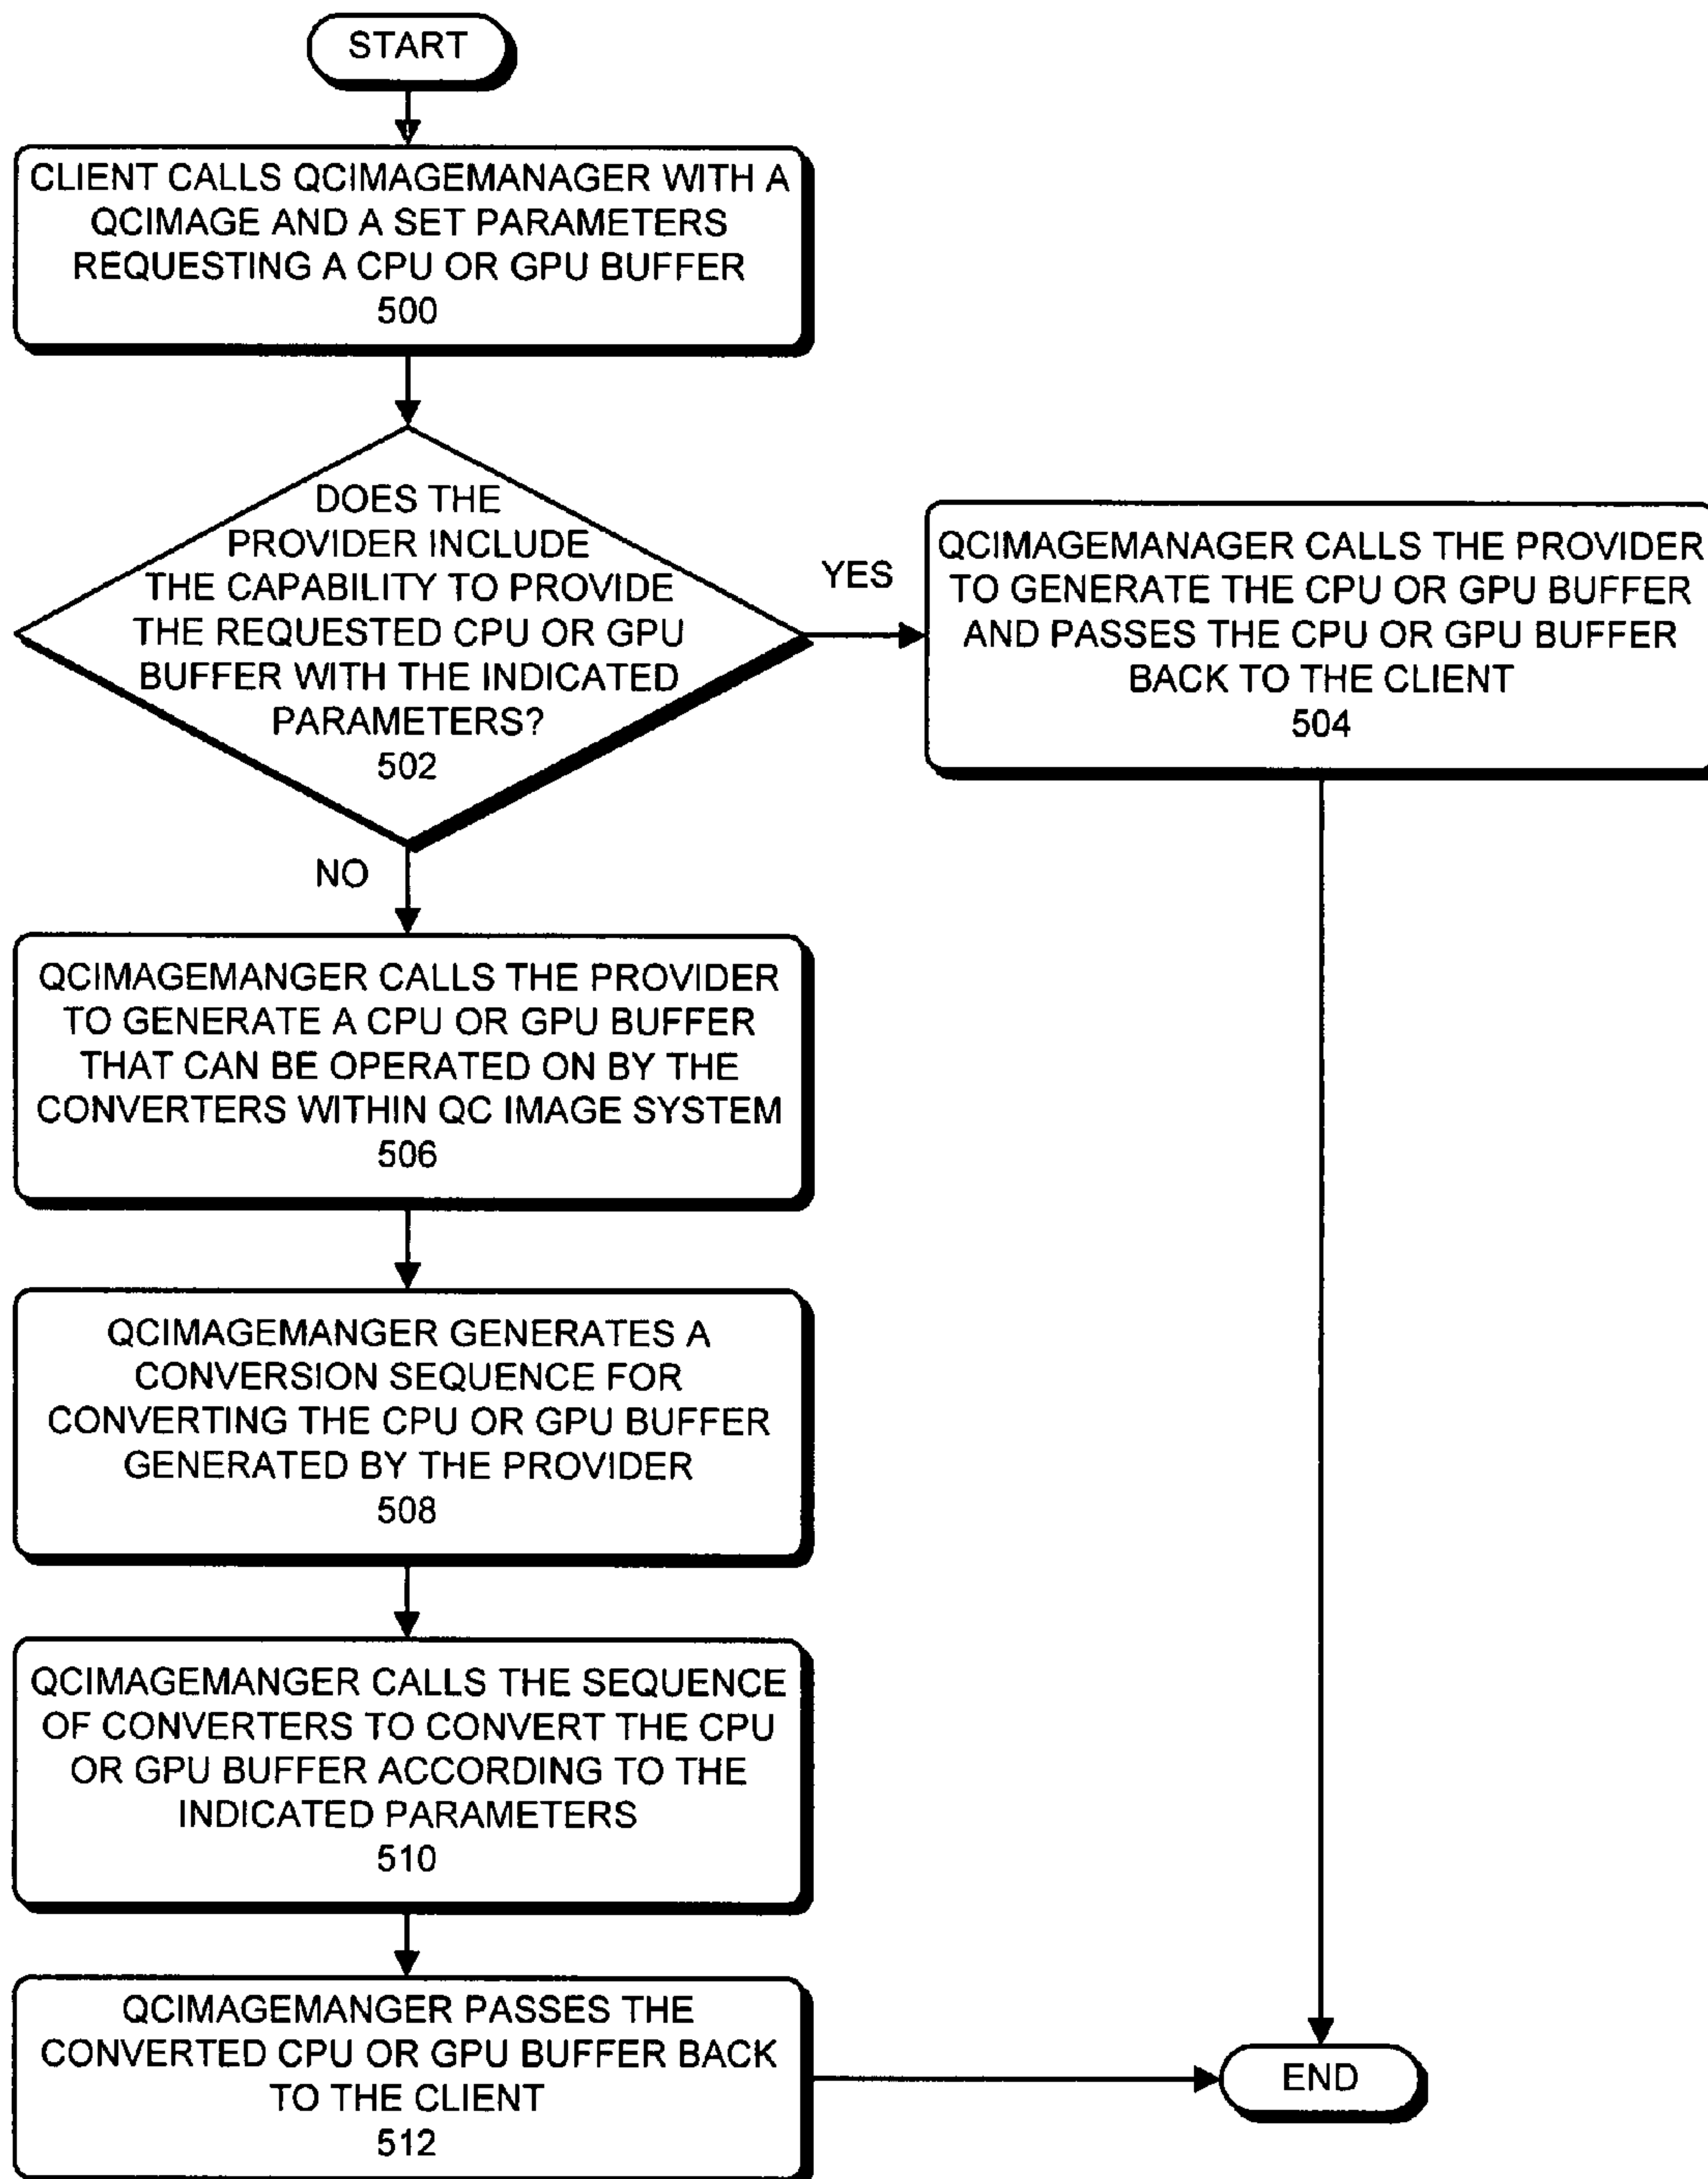 START
CLIENT CALLS QCIMAGEMANAGER WITH A
QCIMAGE AND A SET PARAMETERS
REQUESTING A CPU OR GPU BUFFER
500
DOES THE
PROVIDER INCLUDE
THE CAPABILITY TO PROVIDE
THE REQUESTED CPU OR GPU
BUFFER WITH THE INDICATED
PARAMETERS?
502
YES
QCIMAGEMANAGER CALLS THE PROVIDER
TO GENERATE THE CPU OR GPU BUFFER
AND PASSES THE CPU OR GPU BUFFER
BACK TO THE CLIENT
504
NO
QCIMAGEMANGER CALLS THE PROVIDER
TO GENERATE A CPU OR GPU BUFFER
THAT CAN BE OPERATED ON BY THE
CONVERTERS WITHIN QC IMAGE SYSTEM
506
QCIMAGEMANGER GENERATES A
CONVERSION SEQUENCE FOR
CONVERTING THE CPU OR GPU BUFFER
GENERATED BY THE PROVIDER
508
QCIMAGEMANGER CALLS THE SEQUENCE
OF CONVERTERS TO CONVERT THE CPU
OR GPU BUFFER ACCORDING TO THE
INDICATED PARAMETERS
510
QCIMAGEMANGER PASSES THE
CONVERTED CPU OR GPU BUFFER BACK
TO THE CLIENT
512
END